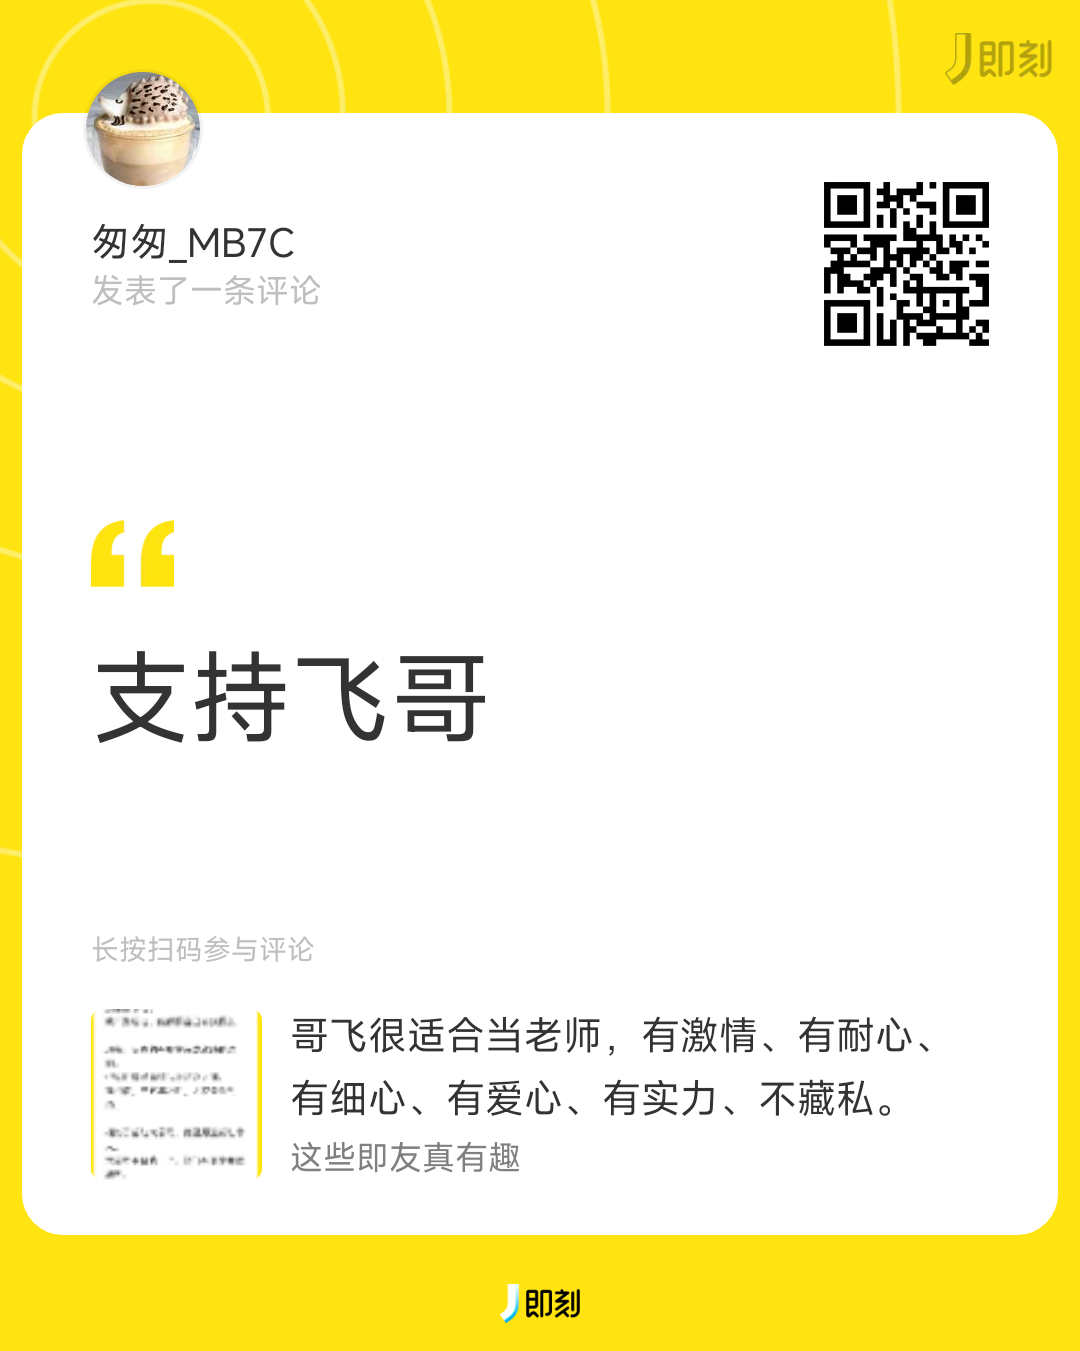 即刻
匆匆_MB7C
发表了一条评论
支持飞哥
长按扫码参与评论
哥飞很适合当老师，有激情、有耐心、
有细心、有爱心、有实力、不藏私。
这些即友真有趣
即刻